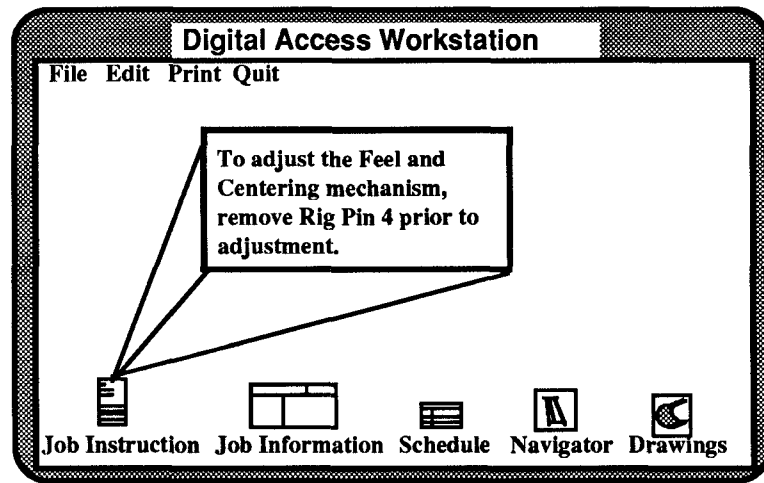 Digital Access Workstation
File Edit Print Quit
To adjust the Feel and
Centering mechanism,
remove Rig Pin 4 prior to
adjustment.
Job Instruction Job Information Schedule Navigator Drawings